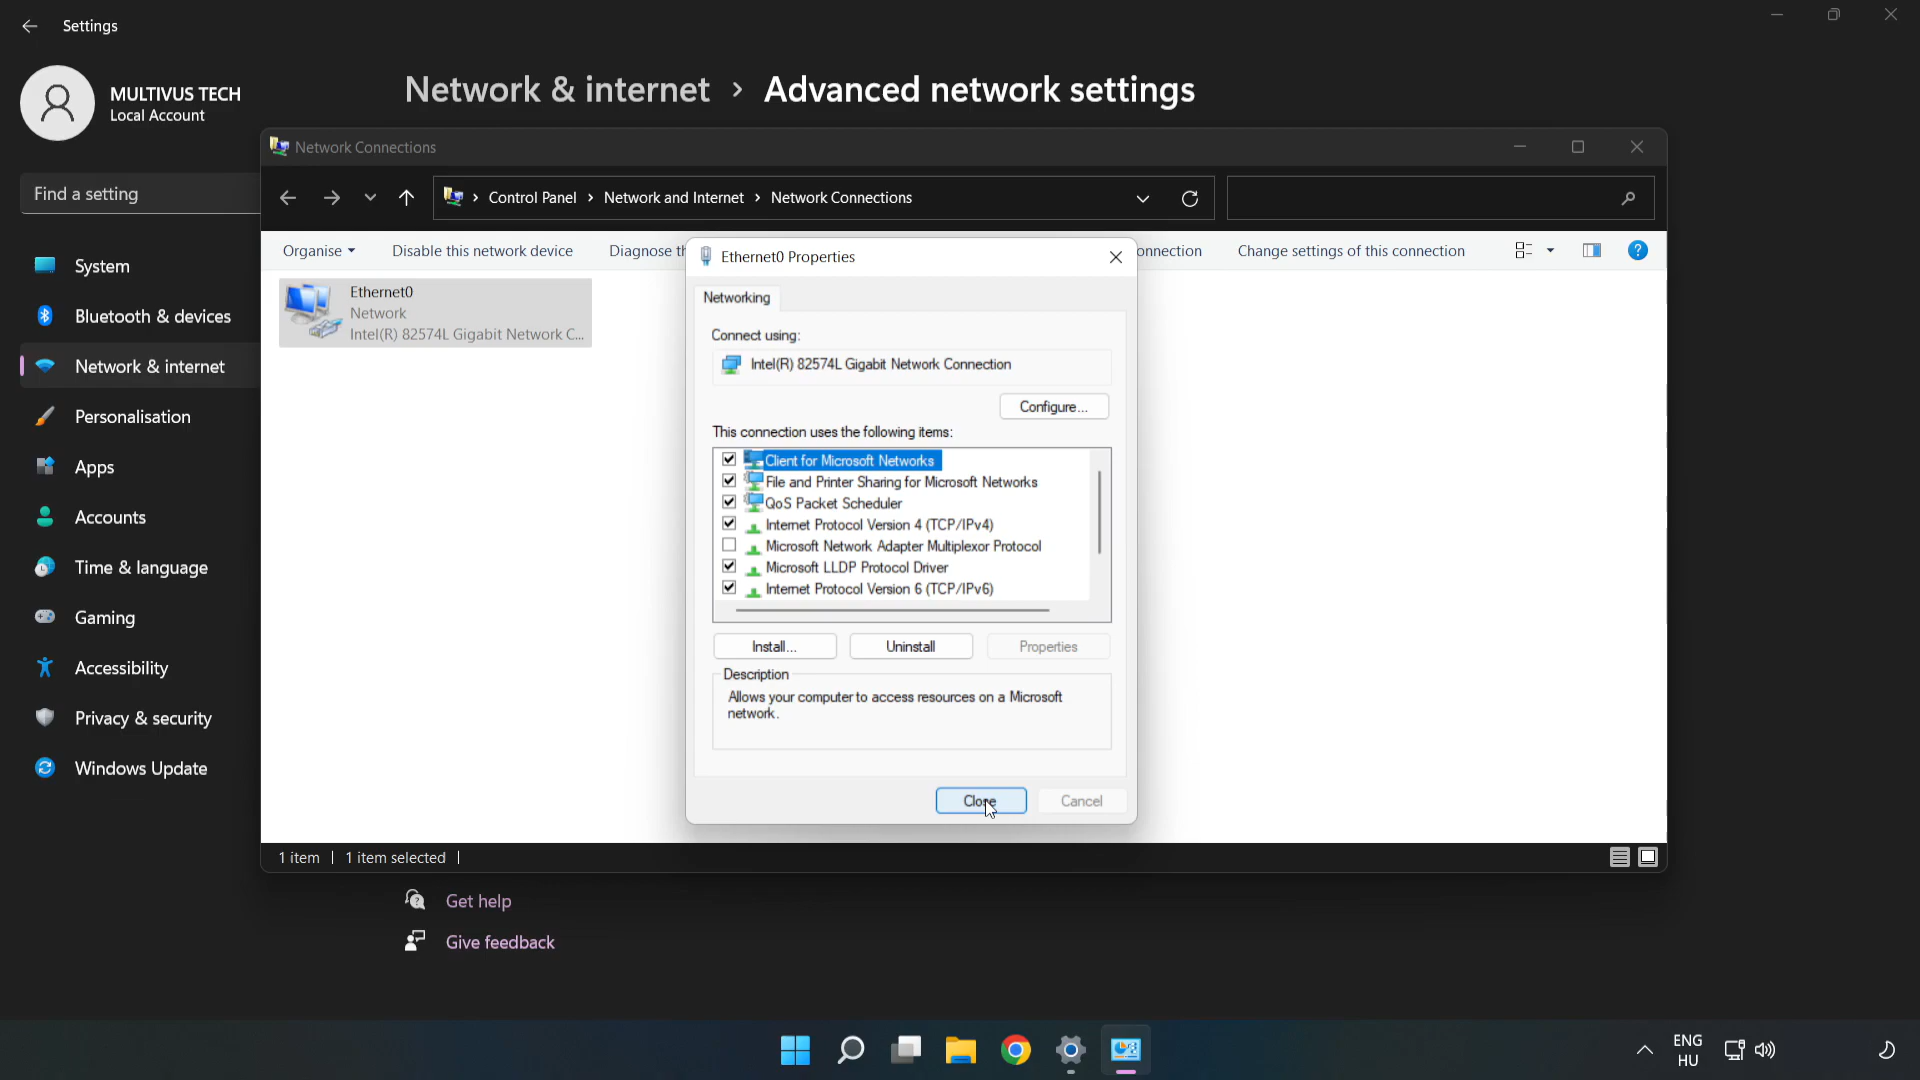 Settings
MULTIVUS TECH
Local Account
Find a setting
System
Bluetooth & devices
Network & internet
Personalisation
Apps
Accounts
Time & language
Gaming
Accessibility
Privacy & security
Windows Update
Network & internet › Advanced network settings
Network Connections
Control Panel › Network and Internet › Network Connections
Organise
Disable this network device
Diagnose th
onnection
Change settings of this connection
Ethernet0
Network
Intel(R) 82574L Gigabit Network C...
Ethernet0 Properties
Networking
Connect using:
Intel(R) 82574L Gigabit Network Connection
Configure...
This connection uses the following items:
Client for Microsoft Networks
File and Printer Sharing for Microsoft Networks
QoS Packet Scheduler
Internet Protocol Version 4 (TCP/IPv4)
Microsoft Network Adapter Multiplexor Protocol
Microsoft LLDP Protocol Driver
Internet Protocol Version 6 (TCP/IPv6)
Install...
Uninstall
Properties
Description
Allows your computer to access resources on a Microsoft
network.
Close
Cancel
1 item
1 item selected
Get help
Give feedback
ENG
HU